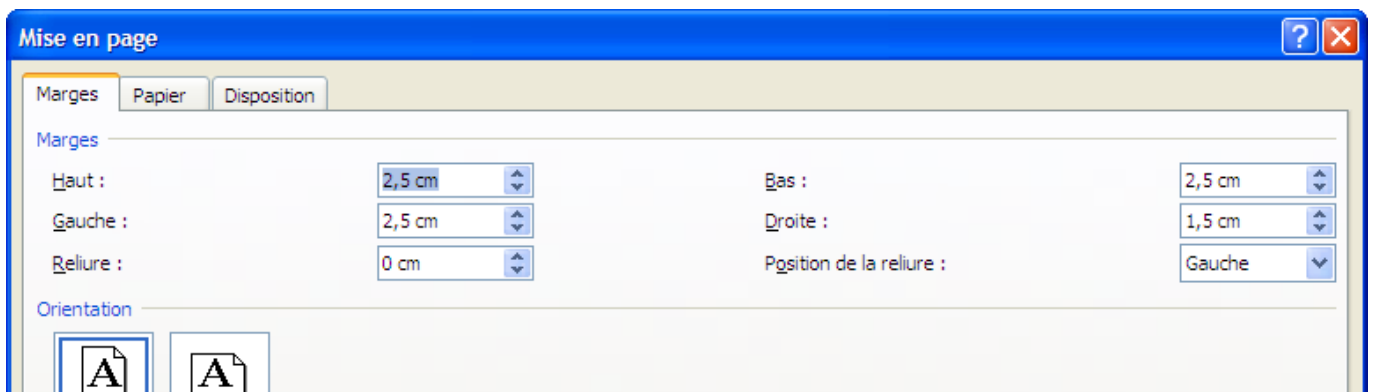 Mise en page
Marges Papier Disposition
Marges
Haut : 2,5 cm Bas : 2,5 cm
Gauche : 2,5 cm Droite : 1,5 cm
Reliure : 0 cm Position de la reliure : Gauche
Orientation
A A